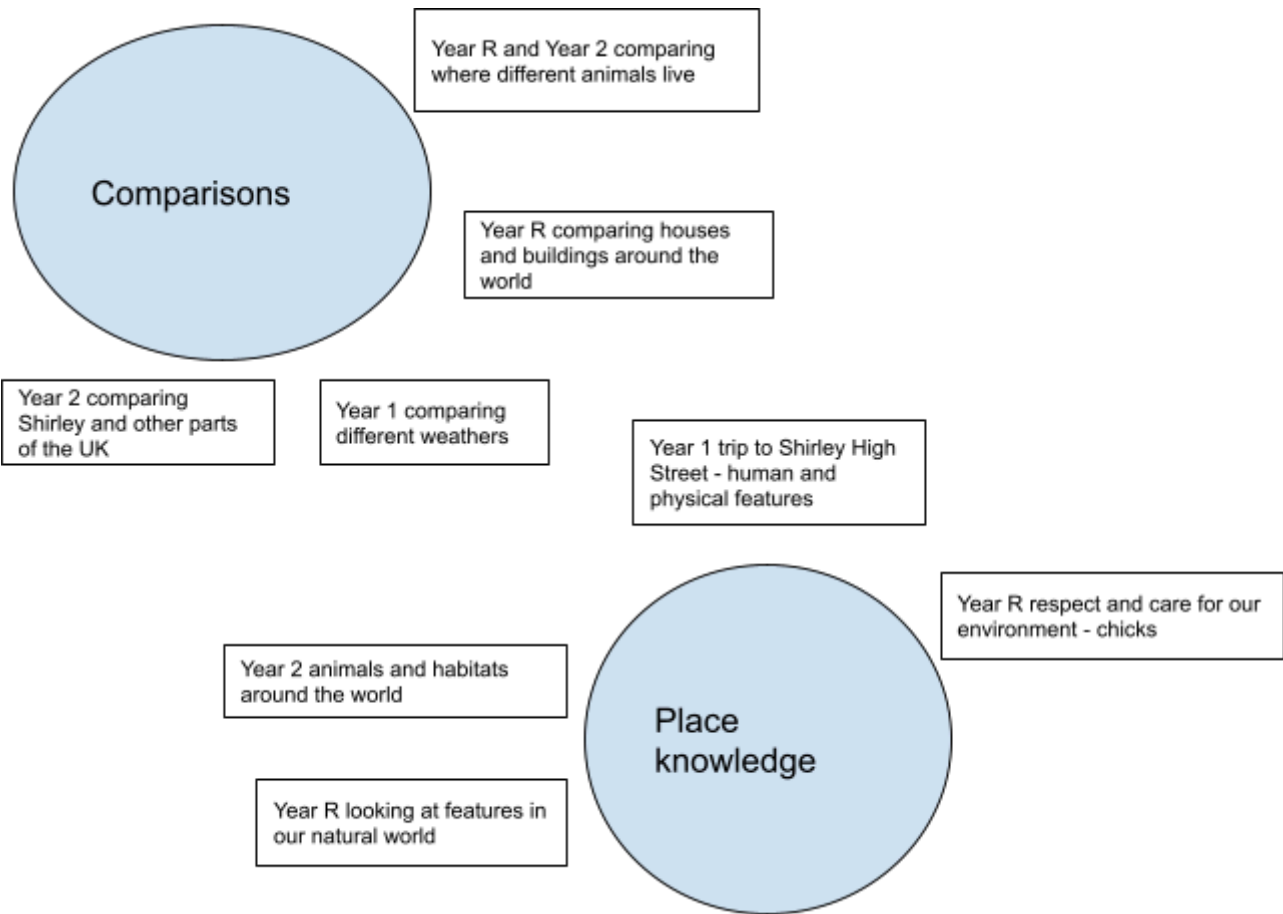 Year R and Year 2 comparing
where different animals live
Comparisons
Year R comparing houses
and buildings around the
world
Year 2 comparing
Shirley and other parts
of the UK
Year 1 comparing
different weathers
Year 1 trip to Shirley High
Street - human and
physical features
Year R respect and care for our
environment - chicks
Year 2 animals and habitats
around the world
Place
knowledge
Year R looking at features in
our natural world